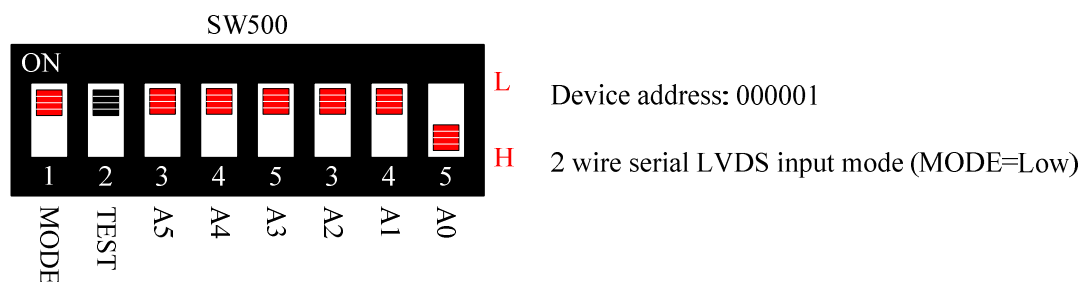 SW500
ON
L
Device address: 000001
H
2 wire serial LVDS input mode (MODE=Low)
1 2 3 4 5 3 4 5
MODE TEST A5 A4 A3 A2 A1 A0